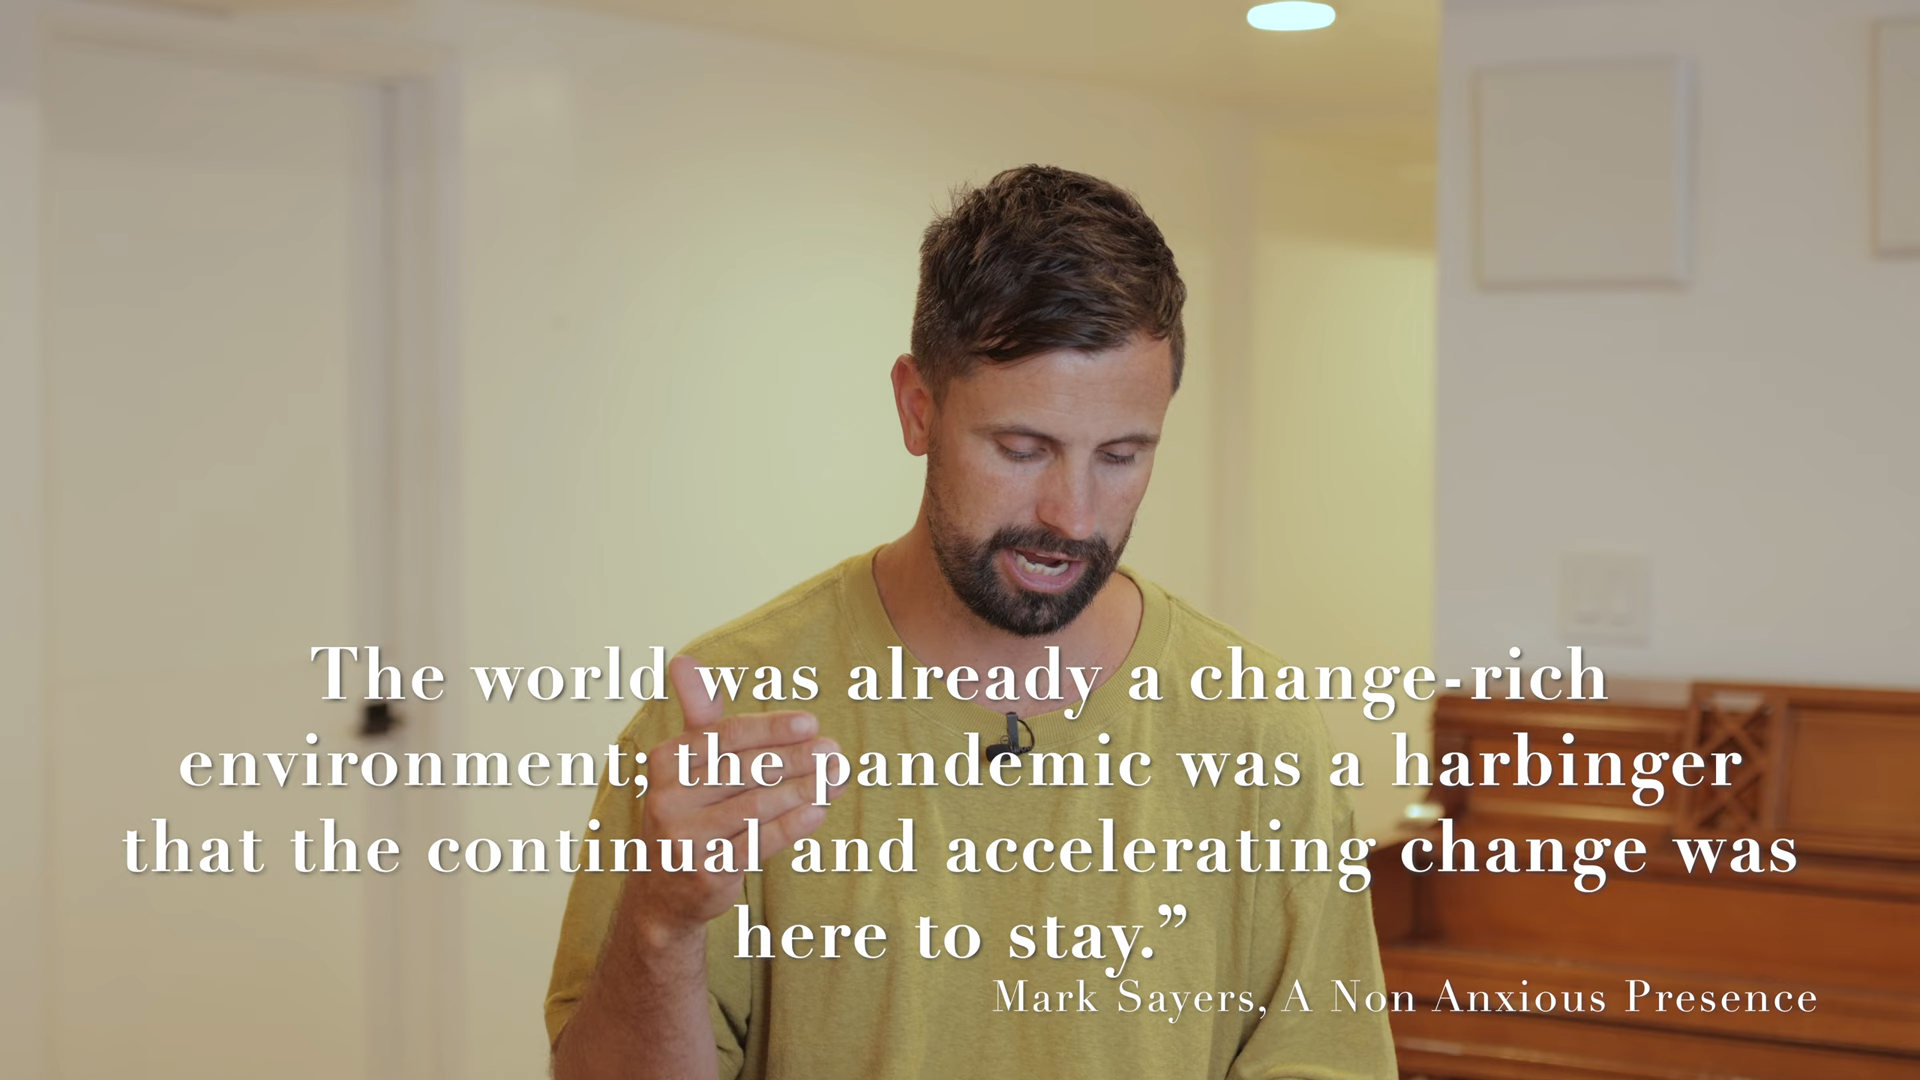 The world was already a change-rich
environment; the pandemic was a harbinger
that the continual and accelerating change was
here to stay.”
Mark Sayers, A Non Anxious Presence